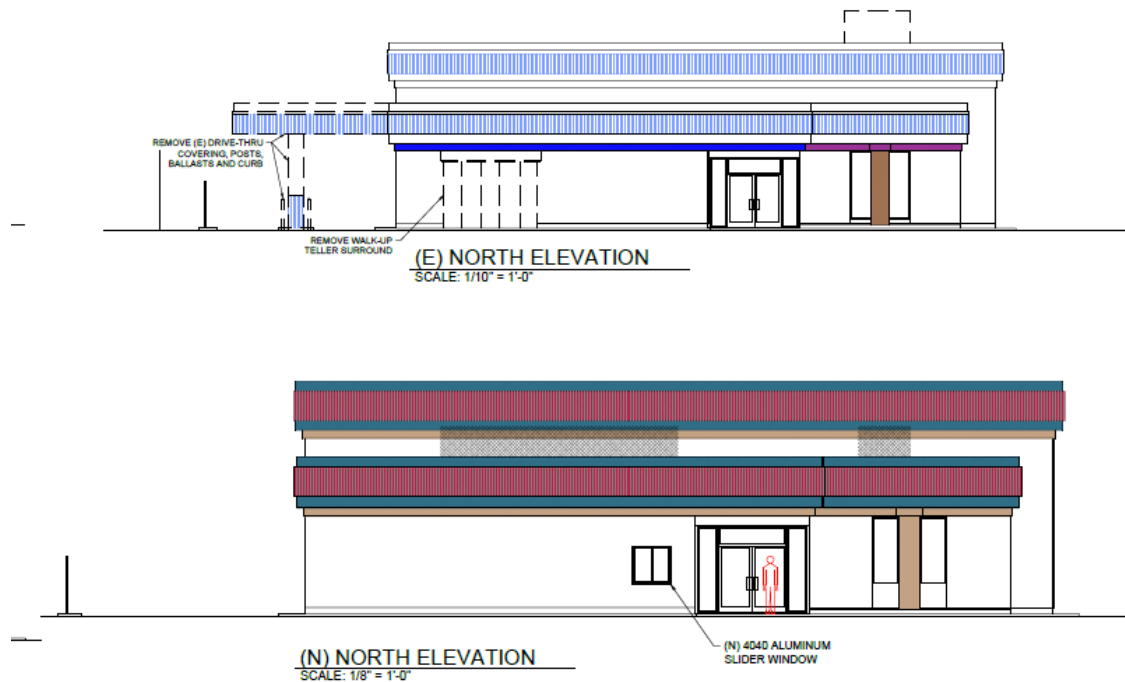 REMOVE (E) DRIVE-THRU
COVERING, POSTS,
BALLASTS AND CURB
REMOVE WALK-UP
TELLER SURROUND
(E) NORTH ELEVATION
SCALE: 1/10" = 1'-0"
(N) 4040 ALUMINUM
SLIDER WINDOW
(N) NORTH ELEVATION
SCALE: 1/8" = 1'-0"